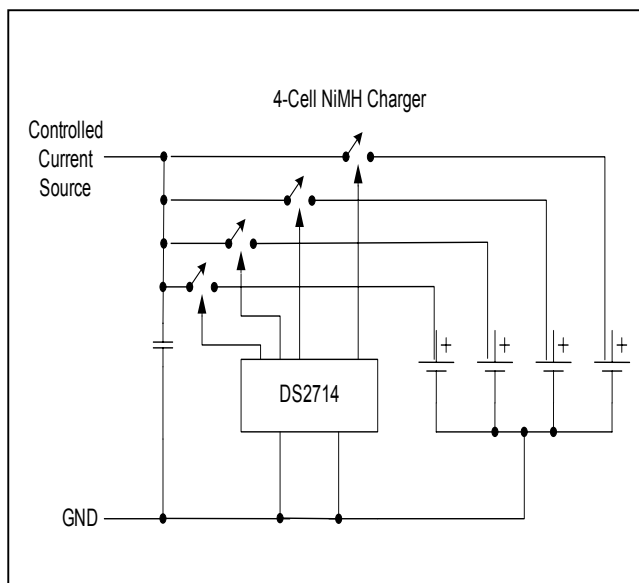 4-Cell NiMH Charger
Controlled
Current
Source
+
+
+
+
DS2714
GND